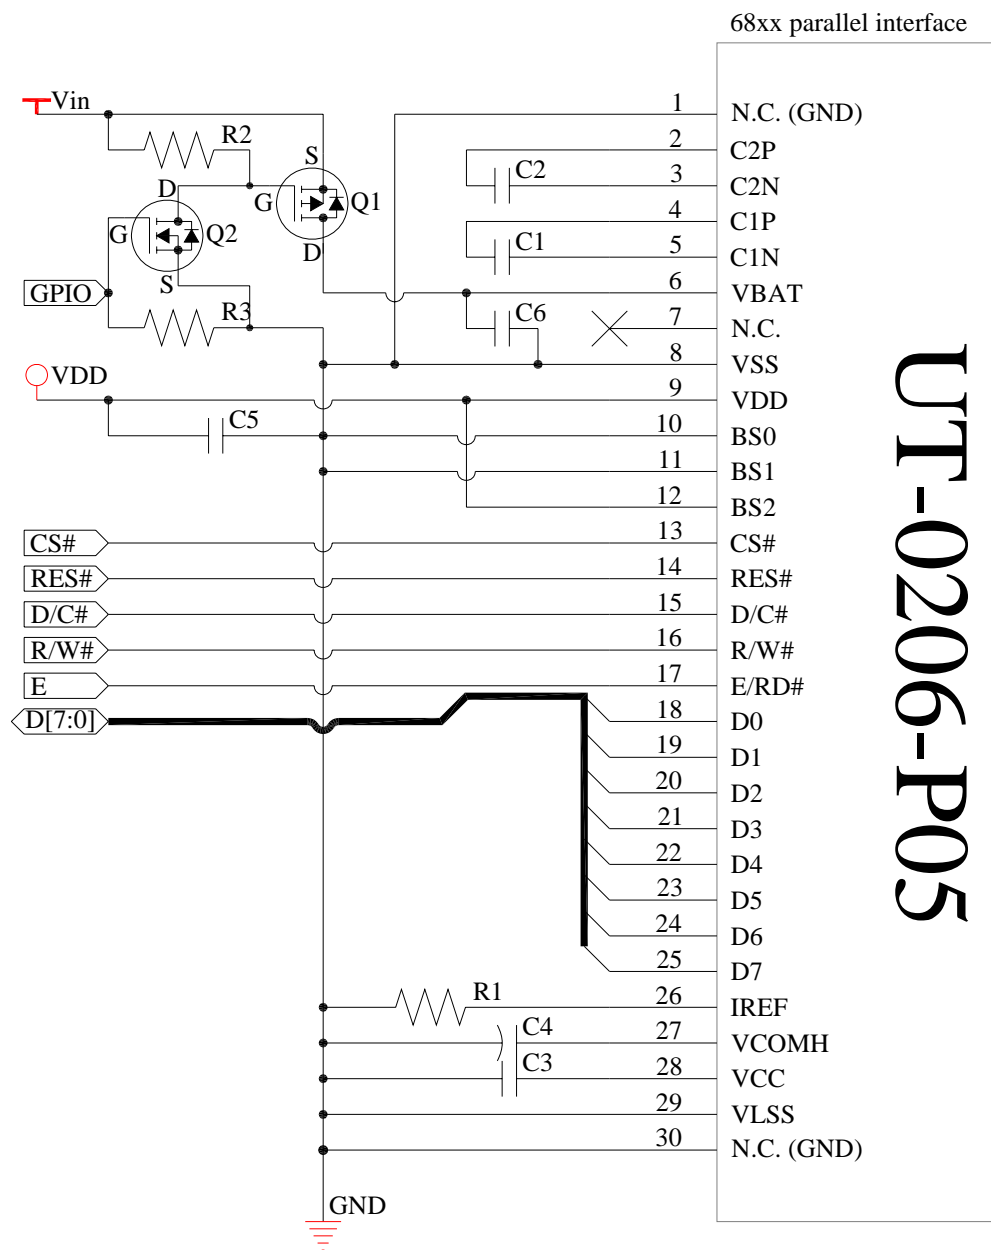 68xx parallel interface
Vin
R2
S
D
G
Q1
G
Q2
D
S
GPIO
R3
VDD
C5
C2
C1
C6
1 N.C. (GND)
2 C2P
3 C2N
4 C1P
5 C1N
6 VBAT
7 N.C.
8 VSS
9 VDD
10 BS0
11 BS1
12 BS2
CS# 13 CS#
RES# 14 RES#
D/C# 15 D/C#
R/W# 16 R/W#
E 17 E/RD#
D[7:0] 18 D0
19 D1
20 D2
21 D3
22 D4
23 D5
24 D6
25 D7
R1 26 IREF
C4 27 VCOMH
C3 28 VCC
29 VLSS
30 N.C. (GND)
GND
UT-0206-P05